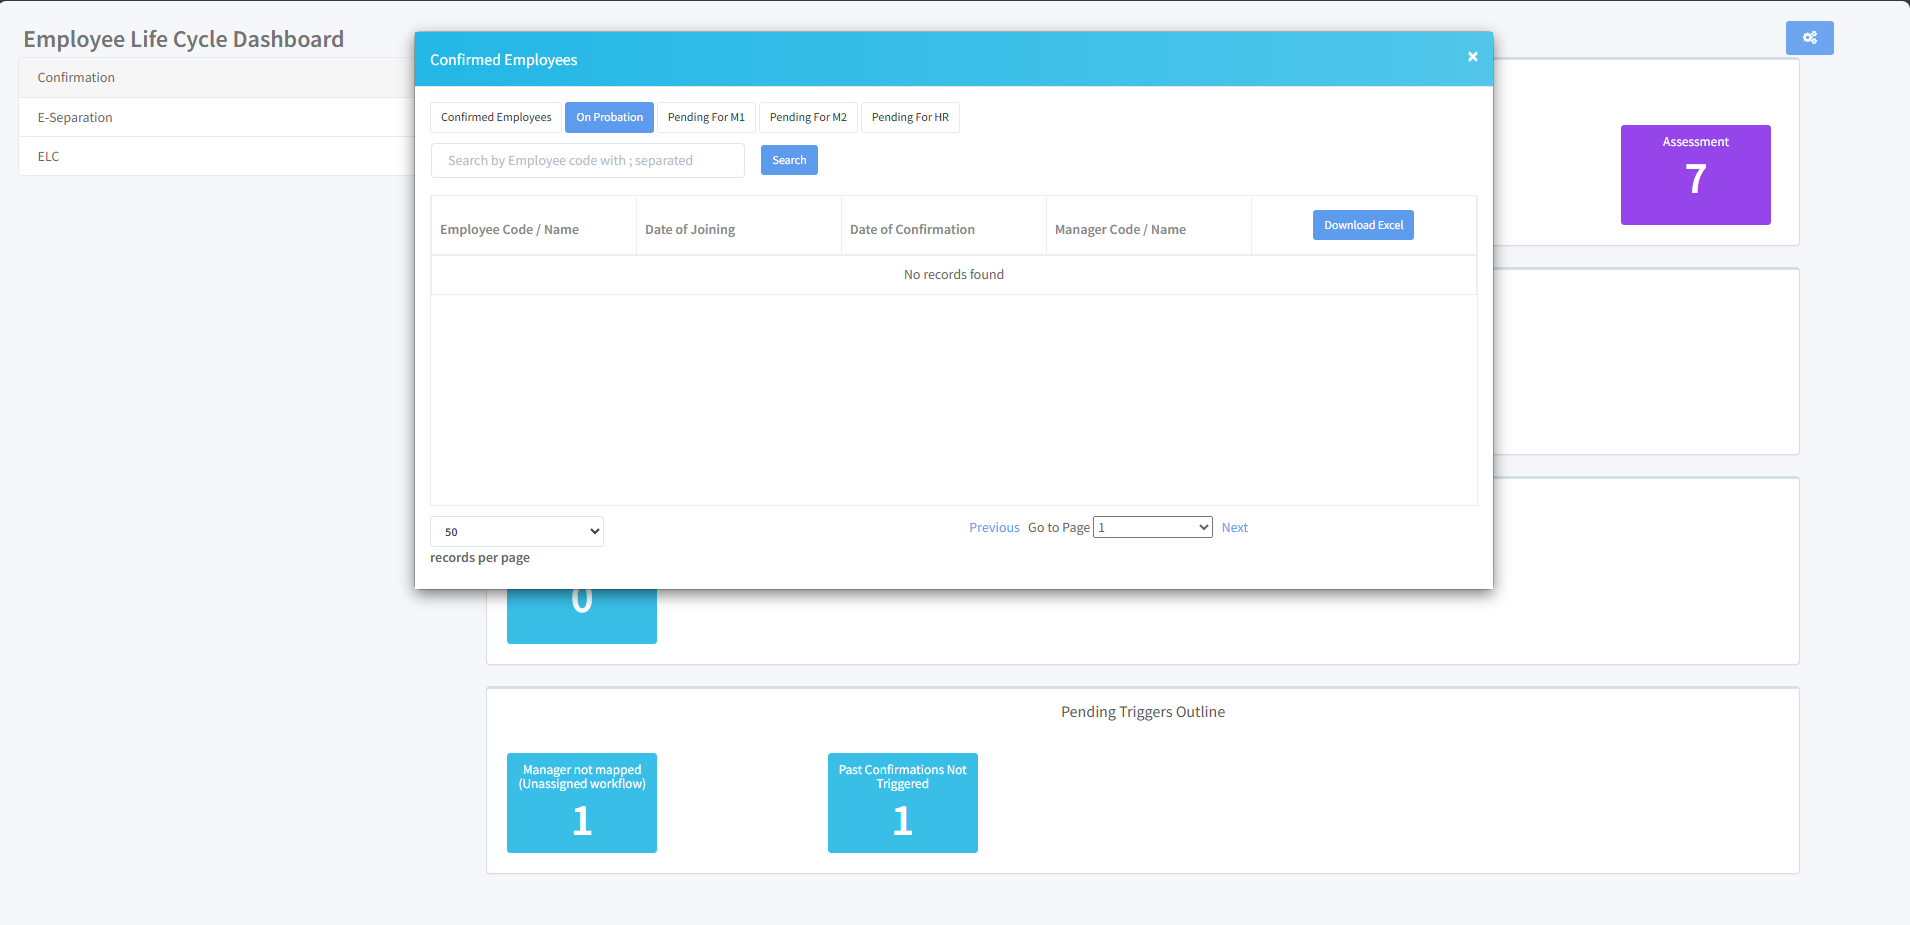 Employee Life Cycle Dashboard
Confirmation
E-Separation
ELC
Confirmed Employees
×
Confirmed Employees
On Probation
Pending For M1
Pending For M2
Pending For HR
Search by Employee code with ; separated
Search
Employee Code / Name
Date of Joining
Date of Confirmation
Manager Code / Name
Download Excel
No records found
50
records per page
Previous
Go to Page
1
Next
Assessment
7
0
Pending Triggers Outline
Manager not mapped
(Unassigned workflow)
1
Past Confirmations Not
Triggered
1